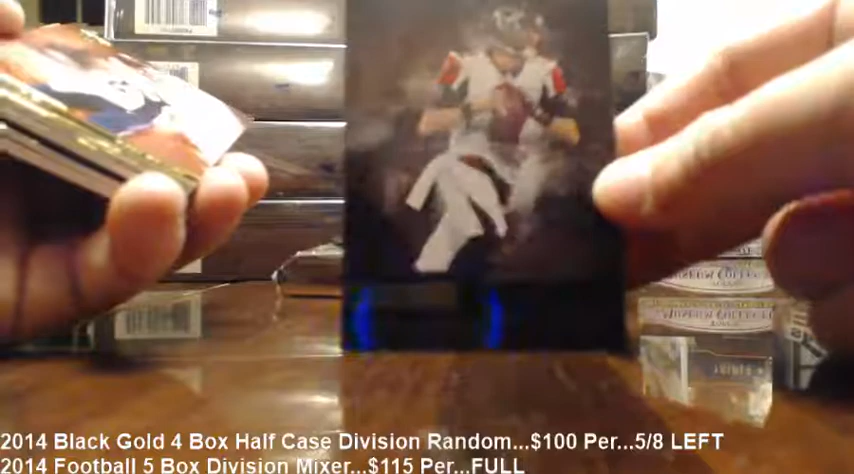 2014 Black Gold 4 Box Half Case Division Random...$100 Per...5/8 LEFT
2014 Football 5 Box Division Mixer...$115 Per...FULL